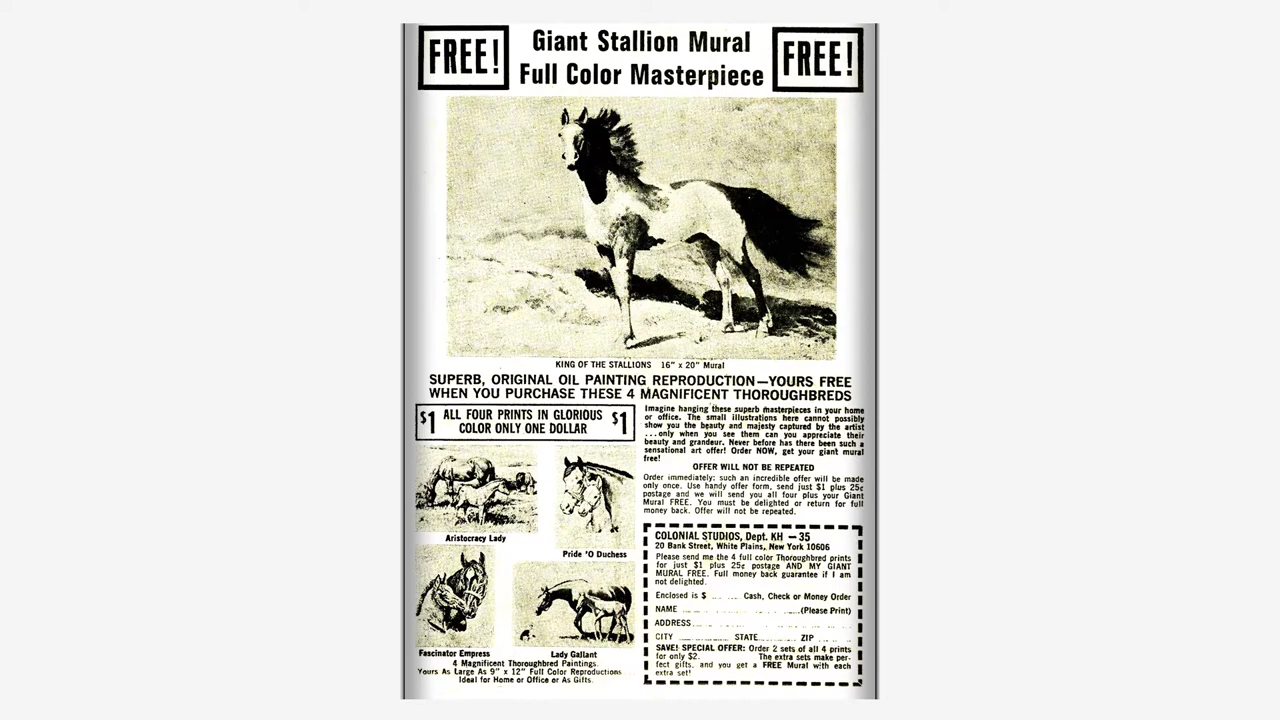 FREE!
Giant Stallion Mural
Full Color Masterpiece
FREE!
KING OF THE STALLIONS 16" x 20" Mural
SUPERB, ORIGINAL OIL PAINTING REPRODUCTION—YOURS FREE
WHEN YOU PURCHASE THESE 4 MAGNIFICENT THOROUGHBREDS
$1 ALL FOUR PRINTS IN GLORIOUS $1
COLOR ONLY ONE DOLLAR
Aristocracy Lady
Pride 'O Duchess
Fascinator Empress
Lady Gallant
4 Magnificent Thoroughbred Paintings.
Yours As Large As 9" x 12" Full Color Reproductions
Ideal for Home or Office or As Gifts.
Imagine hanging these superb masterpieces in your home
or office. The small illustrations here cannot possibly
show you the beauty and majesty captured by the artist
...only when you see them can you appreciate their
beauty and grandeur. Never before has there been such a
sensational art offer! Order NOW, get your giant mural
free!
OFFER WILL NOT BE REPEATED
Order immediately; such an incredible offer will be made
only once. Use handy offer form, send just $1 plus 25¢
postage and we will send you all four plus your Giant
Mural FREE. You must be delighted or return for full
money back. Offer will not be repeated.
COLONIAL STUDIOS, Dept. KH —35
20 Bank Street, White Plains, New York 10606
Please send me the 4 full color Thoroughbred prints
for just $1 plus 25¢ postage AND MY GIANT
MURAL FREE. Full money back guarantee if I am
not delighted.
Enclosed is $ ........ Cash, Check or Money Order
NAME ........ (Please Print)
ADDRESS ........
CITY ........ STATE ........ ZIP ........
SAVE! SPECIAL OFFER: Order 2 sets of all 4 prints
for only $2. The extra sets make per-
fect gifts, and you get a FREE Mural with each
extra set!